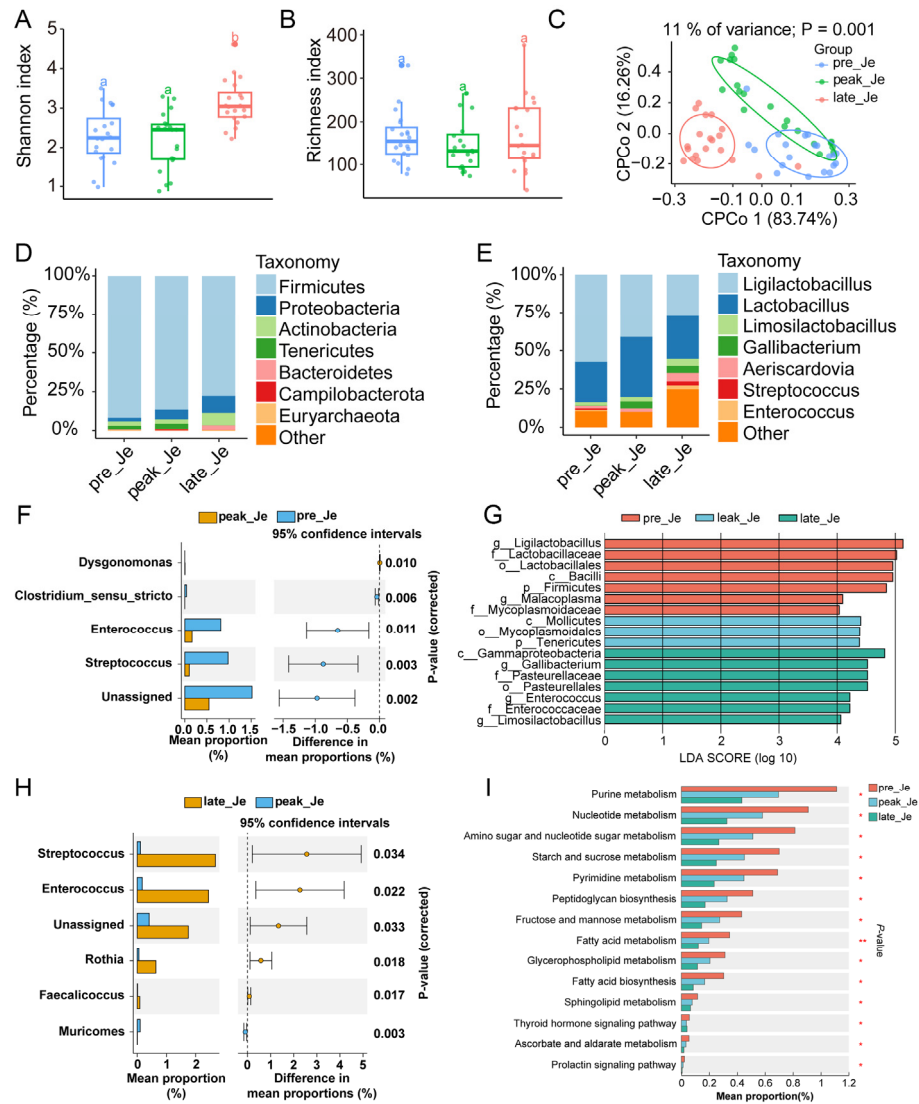 A
Shannon index
5
4
3
2
1
a
a
b
B
Richness index
400
300
200
100
a
a
a
C
11 % of variance; P = 0.001
CPCo 2 (16.26%)
0.4
0.2
0.0
−0.2
−0.3
−0.1
0.0
0.1
0.3
CPCo 1 (83.74%)
Group
pre_Je
peak_Je
late_Je
D
Percentage (%)
100%
75%
50%
25%
0%
pre_Je
peak_Je
late_Je
Taxonomy
Firmicutes
Proteobacteria
Actinobacteria
Tenericutes
Bacteroidetes
Campilobacterota
Euryarchaeota
Other
E
Percentage (%)
100%
75%
50%
25%
0%
pre_Je
peak_Je
late_Je
Taxonomy
Ligilactobacillus
Lactobacillus
Limosilactobacillus
Gallibacterium
Aeriscardovia
Streptococcus
Enterococcus
Other
F
peak_Je
pre_Je
95% confidence intervals
Dysgonomonas
0.010
Clostridium_sensu_stricto
0.006
Enterococcus
0.011
Streptococcus
0.003
Unassigned
0.002
P-value (corrected)
0.0 0.5 1.0 1.5
Mean proportion
(%)
−1.5 −1.0 −0.5 0.0
Difference in
mean proportions (%)
G
pre_Je
leak_Je
late_Je
g__Ligilactobacillus
f__Lactobacillaceae
o__Lactobacillales
c__Bacilli
p__Firmicutes
g__Malacoplasma
f__Mycoplasmoidaceae
c__Mollicutes
o__Mycoplasmoidalcs
p__Tenericutes
c__Gammaproteobacteria
g__Gallibacterium
f__Pasteurellaceae
o__Pasteurellales
g__Enterococcus
f__Enterococcaceae
g__Limosilactobacillus
0 1 2 3 4 5
LDA SCORE (log 10)
H
late_Je
peak_Je
95% confidence intervals
Streptococcus
0.034
Enterococcus
0.022
Unassigned
0.033
Rothia
0.018
Faecalicoccus
0.017
Muricomes
0.003
P-value (corrected)
0 1 2
Mean proportion
(%)
0 1 2 3 4 5
Difference in
mean proportions (%)
I
pre_Je
peak_Je
late_Je
Purine metabolism
*
Nucleotide metabolism
*
Amino sugar and nucleotide sugar metabolism
*
Starch and sucrose metabolism
*
Pyrimidine metabolism
*
Peptidoglycan biosynthesis
*
Fructose and mannose metabolism
*
Fatty acid metabolism
**
Glycerophospholipid metabolism
*
Fatty acid biosynthesis
*
Sphingolipid metabolism
*
Thyroid hormone signaling pathway
*
Ascorbate and aldarate metabolism
*
Prolactin signaling pathway
*
P-value
0 0.2 0.4 0.6 0.8 1 1.2
Mean proportion(%)